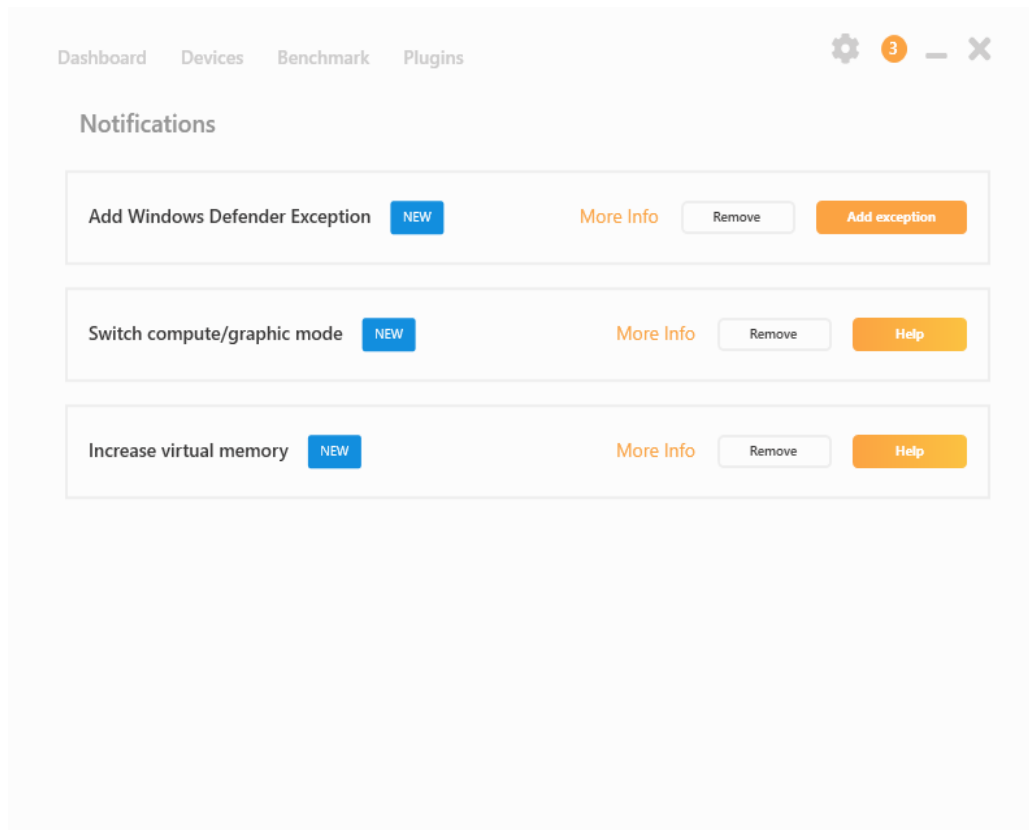 Dashboard Devices Benchmark Plugins 3
Notifications
Add Windows Defender Exception NEW More Info Remove Add exception
Switch compute/graphic mode NEW More Info Remove Help
Increase virtual memory NEW More Info Remove Help